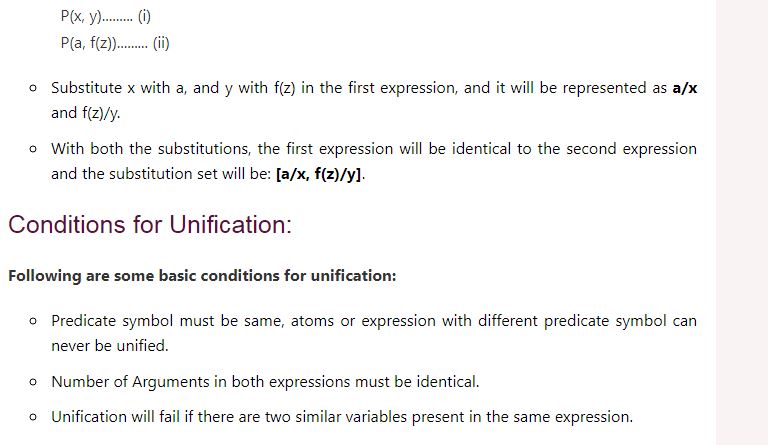 P(x, y)......... (i)
P(a, f(z))......... (ii)
Substitute x with a, and y with f(z) in the first expression, and it will be represented as a/x
and f(z)/y.
With both the substitutions, the first expression will be identical to the second expression
and the substitution set will be: [a/x, f(z)/y].
Conditions for Unification:
Following are some basic conditions for unification:
Predicate symbol must be same, atoms or expression with different predicate symbol can
never be unified.
Number of Arguments in both expressions must be identical.
Unification will fail if there are two similar variables present in the same expression.